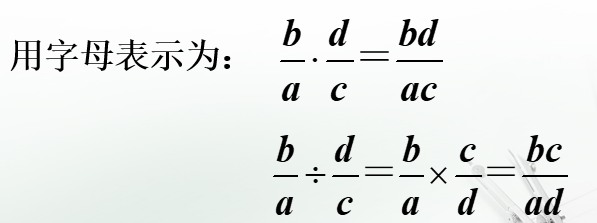 用字母表示为： b/a · d/c = bd/ac
b/a ÷ d/c = b/a × c/d = bc/ad